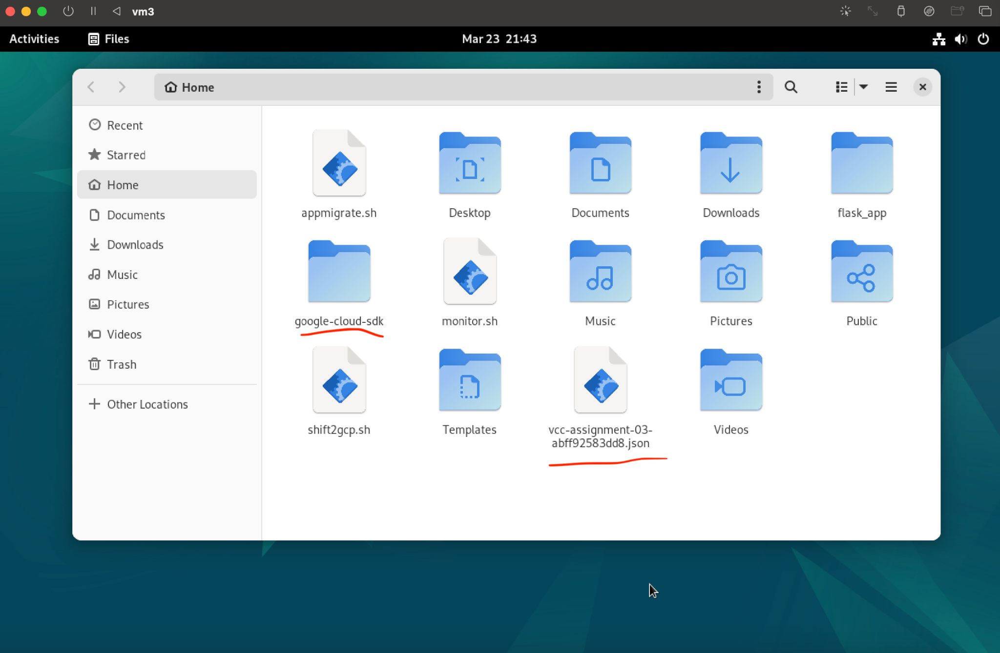 vm3
Activities Files Mar 23 21:43
Home
Recent
Starred
Home
Documents
Downloads
Music
Pictures
Videos
Trash
Other Locations
appmigrate.sh Desktop Documents Downloads flask_app
google-cloud-sdk monitor.sh Music Pictures Public
shift2gcp.sh Templates vcc-assignment-03- Videos
abff92583dd8.json